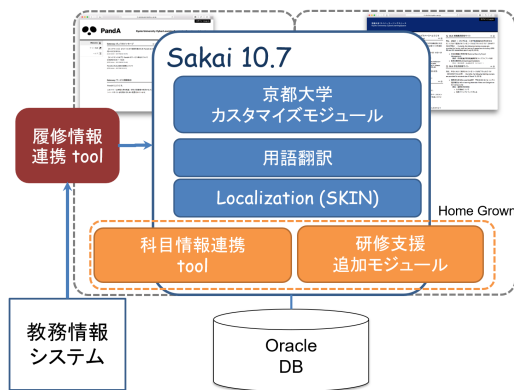 PandA
Sakai 10.7
京都大学
カスタマイズモジュール
履修情報
連携 tool
用語翻訳
Localization (SKIN)
Home Grown
科目情報連携
tool
研修支援
追加モジュール
教務情報
システム
Oracle
DB